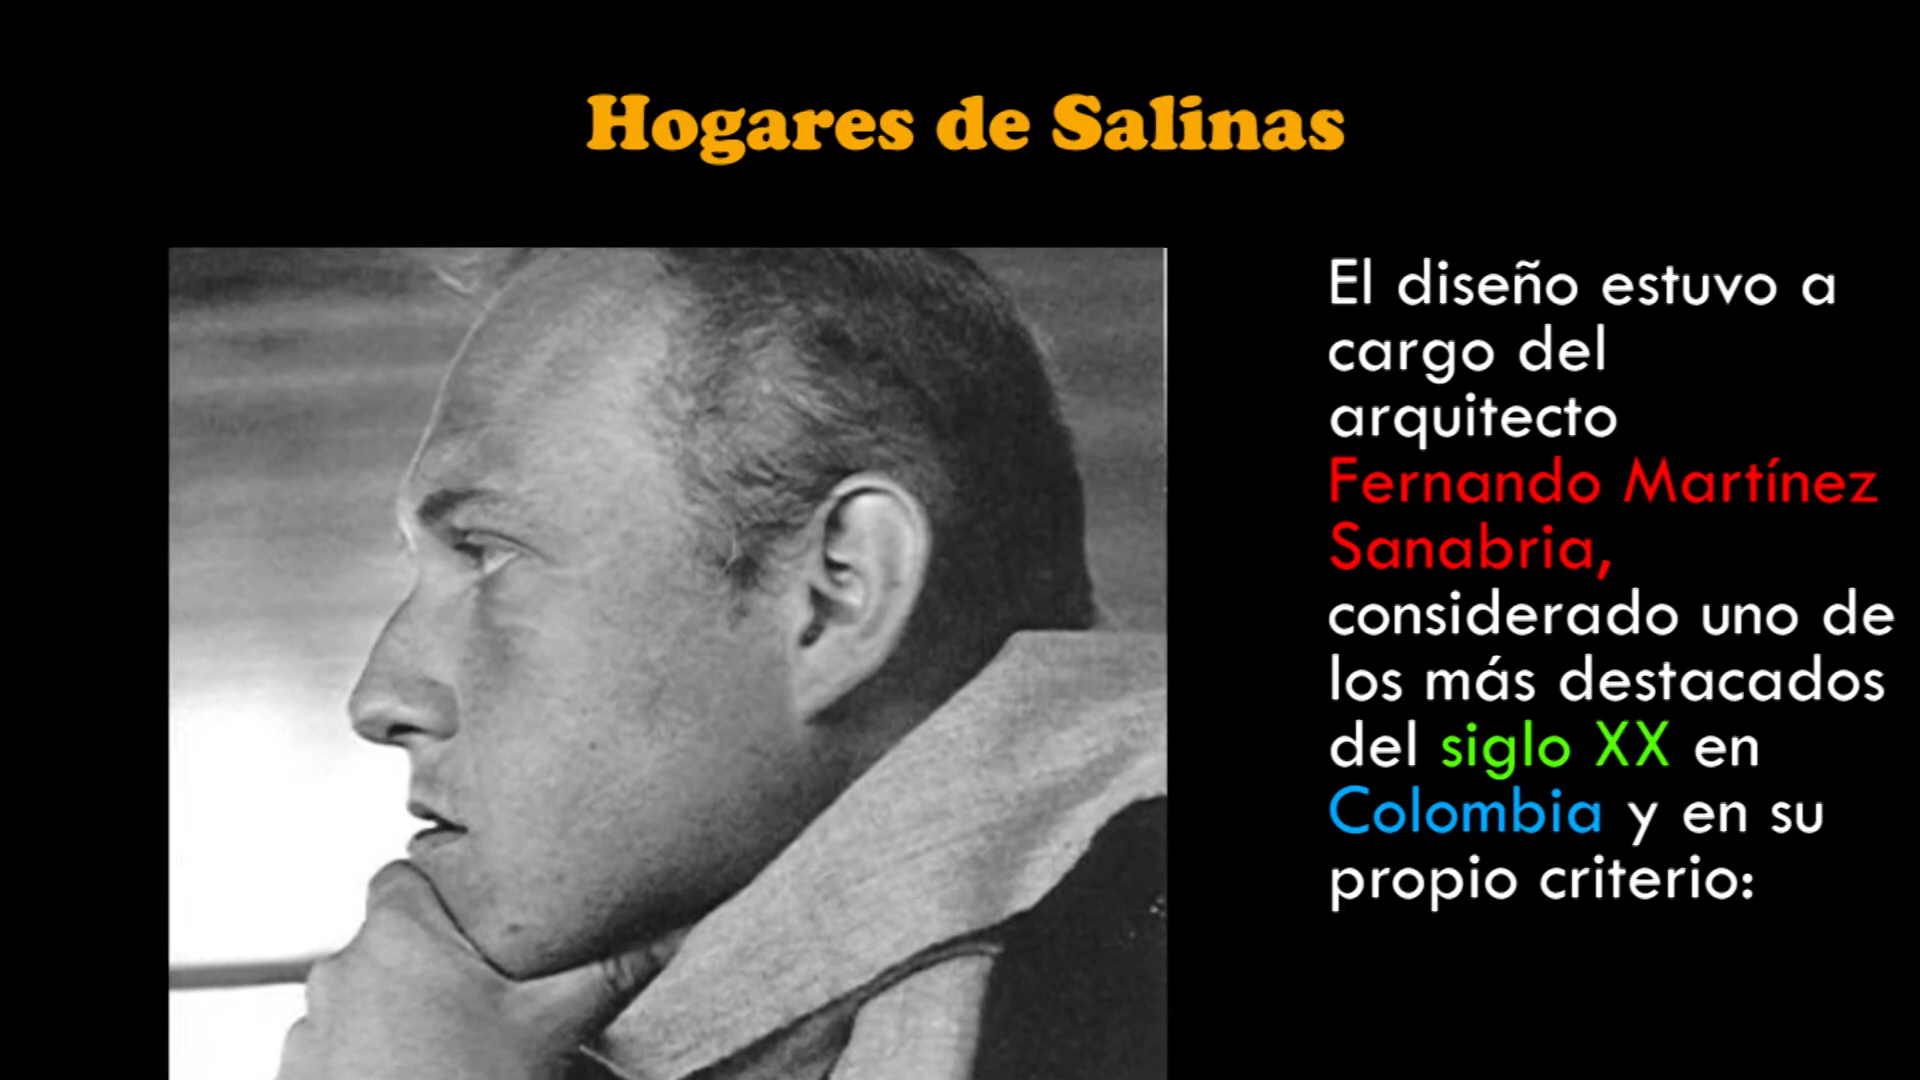 Hogares de Salinas
El diseño estuvo a
cargo del
arquitecto
Fernando Martínez
Sanabria,
considerado uno de
los más destacados
del siglo XX en
Colombia y en su
propio criterio: